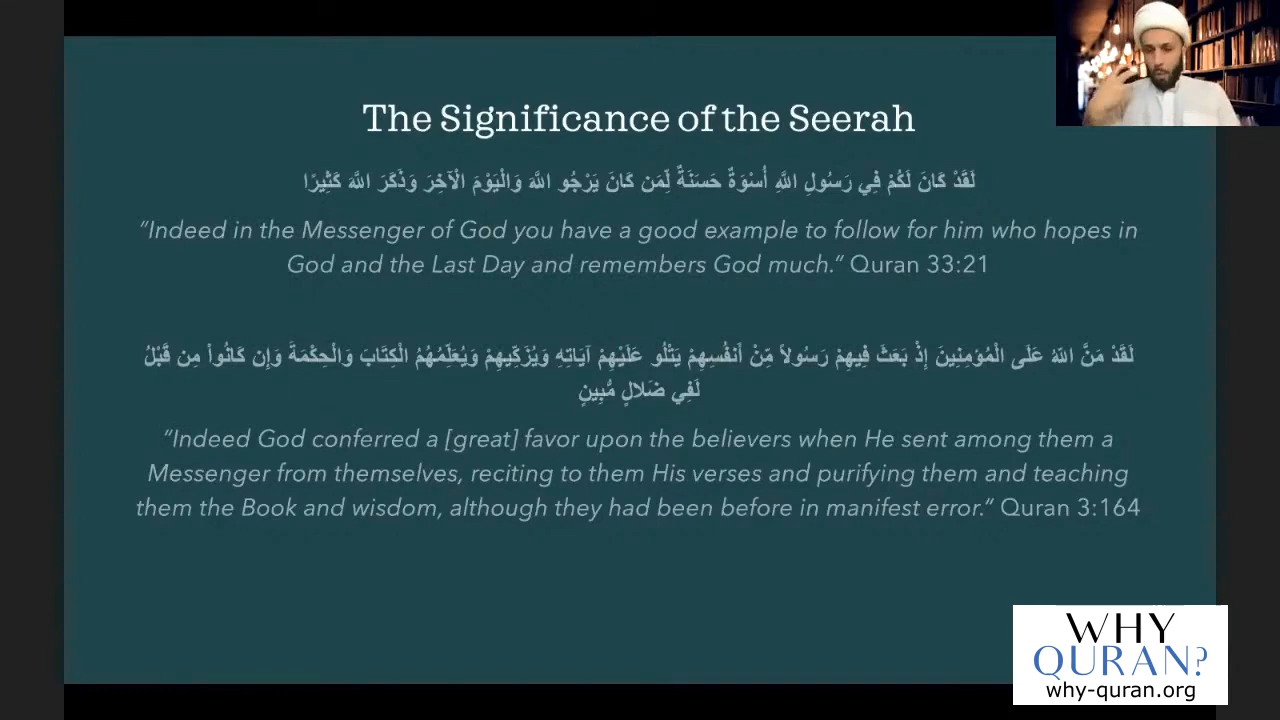 The Significance of the Seerah
لَقَدْ كَانَ لَكُمْ فِي رَسُولِ اللَّهِ أُسْوَةٌ حَسَنَةٌ لِّمَن كَانَ يَرْجُو اللَّهَ وَالْيَوْمَ الْآخِرَ وَذَكَرَ اللَّهَ كَثِيرًا
“Indeed in the Messenger of God you have a good example to follow for him who hopes in
God and the Last Day and remembers God much.” Quran 33:21
لَقَدْ مَنَّ اللّهُ عَلَى الْمُؤمِنِينَ إِذْ بَعَثَ فِيهِمْ رَسُولاً مِّنْ أَنفُسِهِمْ يَتْلُو عَلَيْهِمْ آيَاتِهِ وَيُزَكِّيهِمْ وَيُعَلِّمُهُمُ الْكِتَابَ وَالْحِكْمَةَ وَإِن كَانُواْ مِن قَبْلُ
لَفِي ضَلالٍ مُّبِينٍ
“Indeed God conferred a [great] favor upon the believers when He sent among them a
Messenger from themselves, reciting to them His verses and purifying them and teaching
them the Book and wisdom, although they had been before in manifest error.” Quran 3:164
WHY
QURAN?
why-quran.org